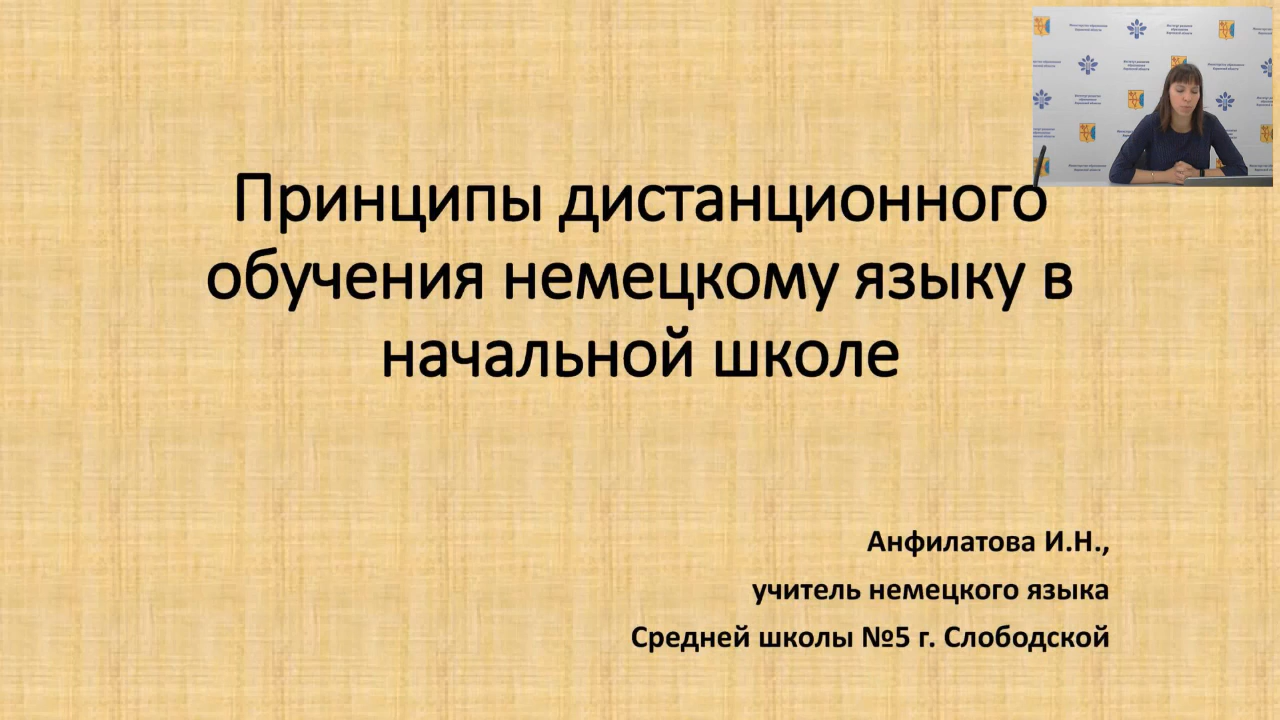 Принципы дистанционного
обучения немецкому языку в
начальной школе
Анфилатова И.Н.,
учитель немецкого языка
Средней школы №5 г. Слободской